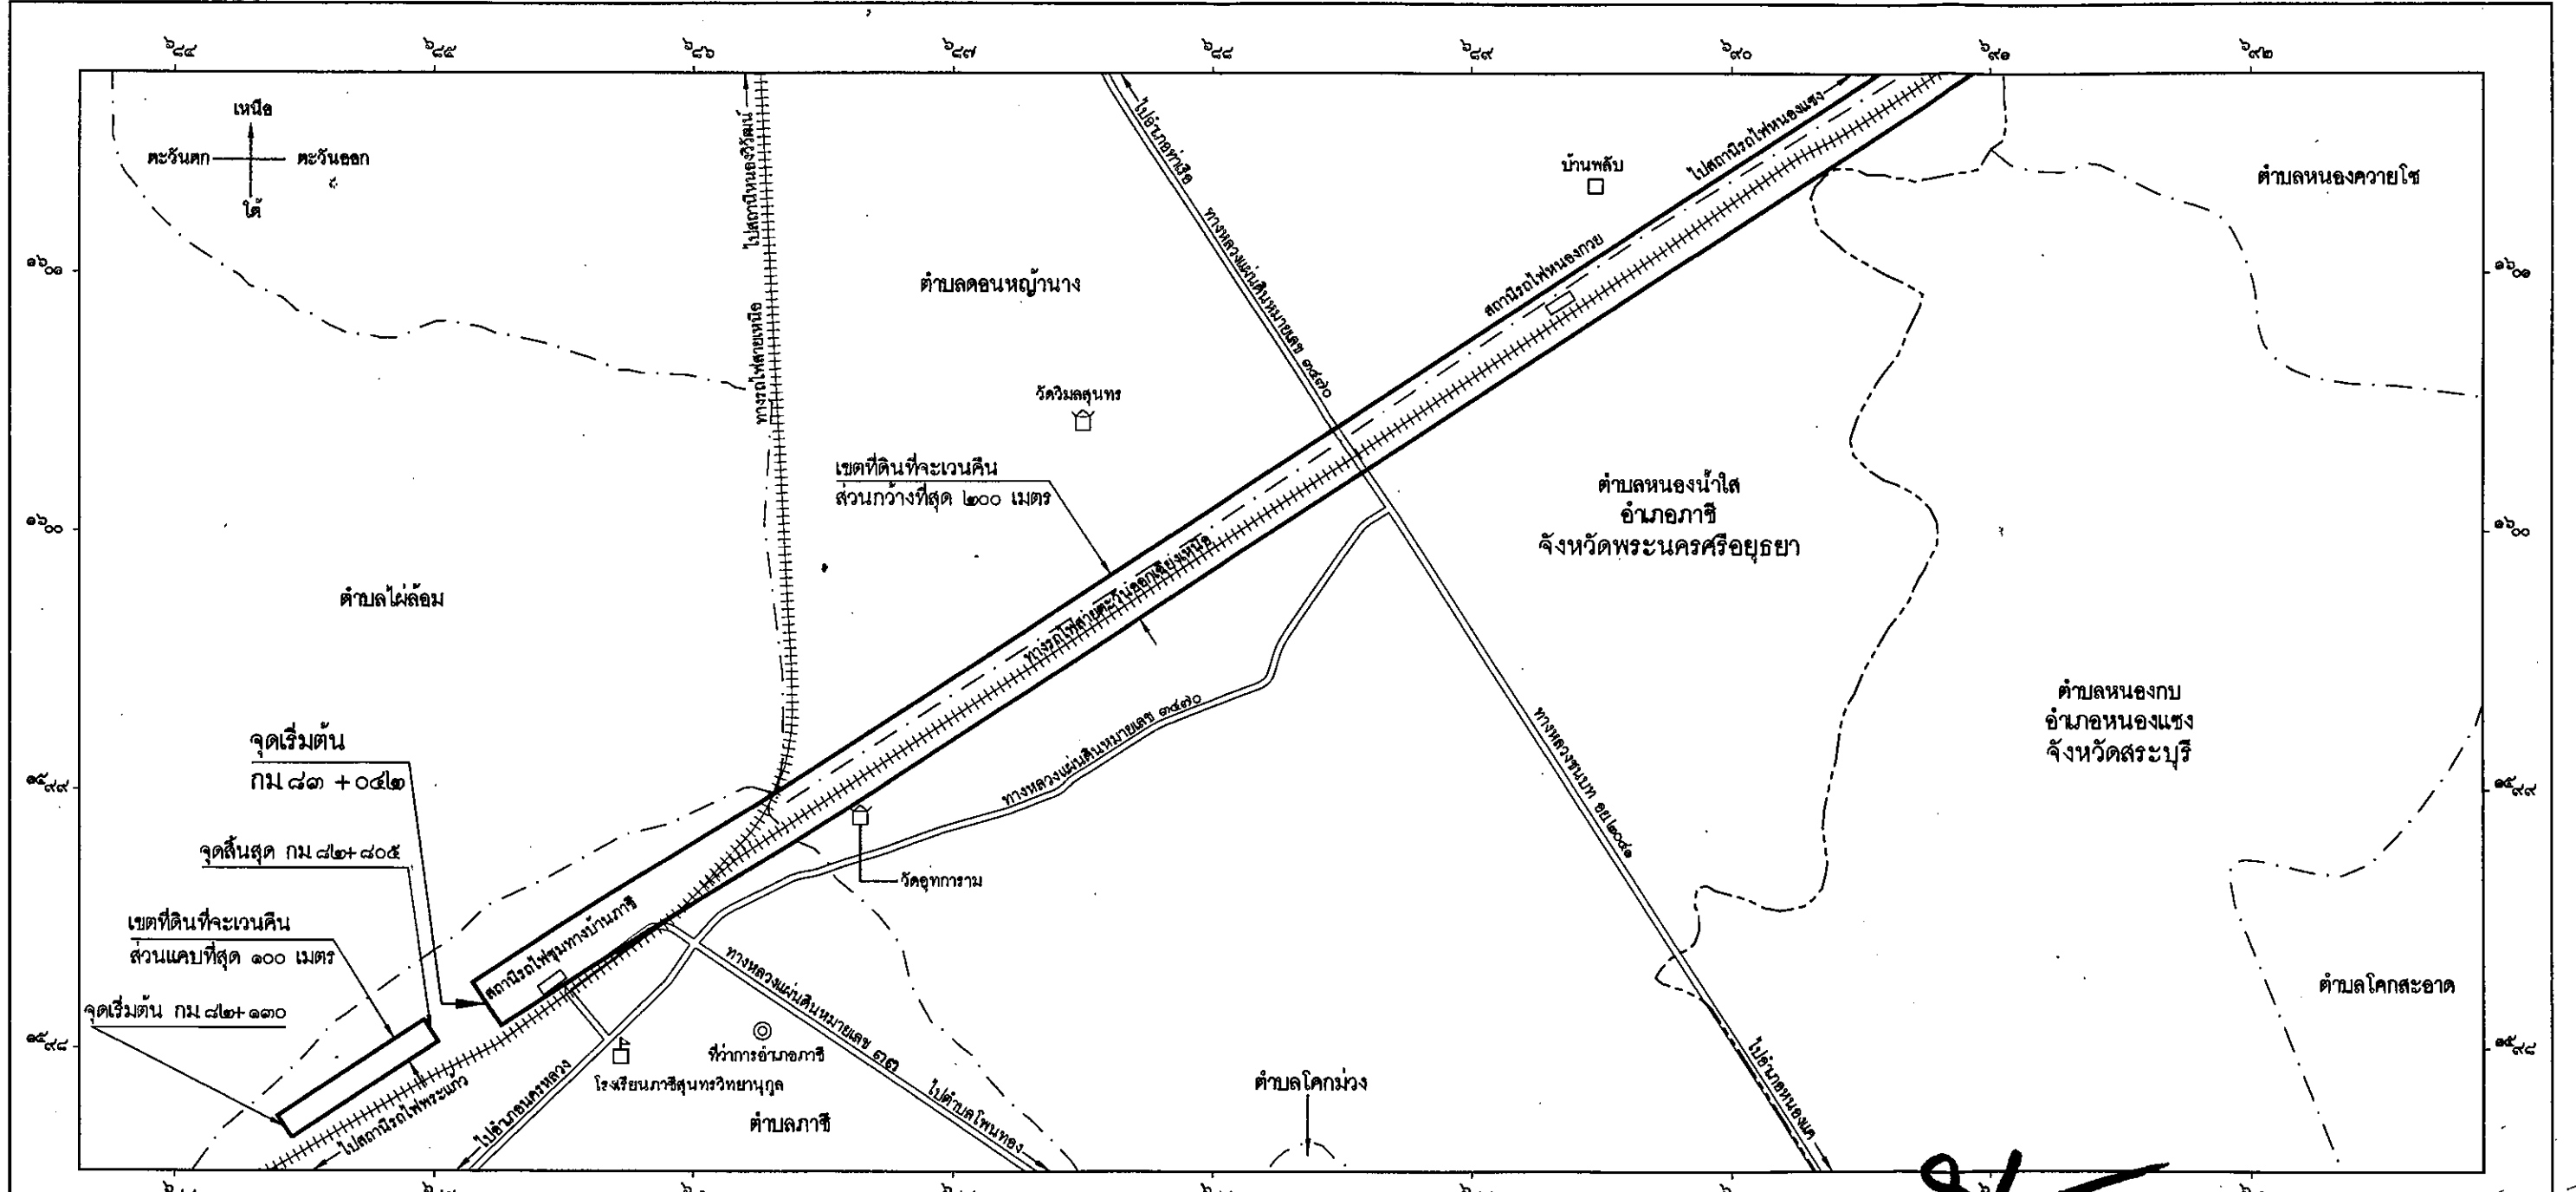 ๖๘๔ ๖๘๕ ๖๘๖ ๖๘๗ ๖๘๘ ๖๘๙ ๖๙๐ ๖๙๑ ๖๙๒
เหนือ
ตะวันตก ตะวันออก
ใต้
ไปสถานีหนองวิวัฒน์
ทางรถไฟสายเหนือ
ไปอำเภอท่าเรือ
ทางหลวงแผ่นดินหมายเลข ๓๔๗๐
ไปสถานีรถไฟหนองแซง
บ้านพลับ
สถานีรถไฟหนองกวย
ตำบลหนองควายโซ
๑๖๐๑ ๑๖๐๑
ตำบลดอนหญ้านาง
วัดวิมลสุนทร
เขตที่ดินที่จะเวนคืน
ส่วนกว้างที่สุด ๒๐๐ เมตร
ตำบลหนองน้ำใส
อำเภอภาชี
จังหวัดพระนครศรีอยุธยา
๑๖๐๐ ๑๖๐๐
ทางรถไฟสายตะวันออกเฉียงเหนือ
ตำบลไผ่ล้อม
ตำบลหนองกบ
อำเภอหนองแซง
จังหวัดสระบุรี
ทางหลวงแผ่นดินหมายเลข ๓๔๗๐
ทางหลวงชนบท อย.๒๐๔๑
จุดเริ่มต้น
กม.๘๓ +๐๔๒
๑๕๙๙ ๑๕๙๙
จุดสิ้นสุด กม.๘๒+๘๐๕
วัดอุทการาม
เขตที่ดินที่จะเวนคืน
ส่วนแคบที่สุด ๑๐๐ เมตร
สถานีรถไฟชุมทางบ้านภาชี
ทางหลวงแผ่นดินหมายเลข ๓๓
ตำบลโคกสะอาด
จุดเริ่มต้น กม.๘๒+๑๓๐
๑๕๙๘ ๑๕๙๘
ที่ว่าการอำเภอภาชี
โรงเรียนภาชีสุนทรวิทยานุกูล
ไปสถานีรถไฟพระแก้ว
ไปอำเภอนครหลวง
ตำบลภาชี
ไปตำบลโพนทอง
ตำบลโคกม่วง
ไปอำเภอหนองแค